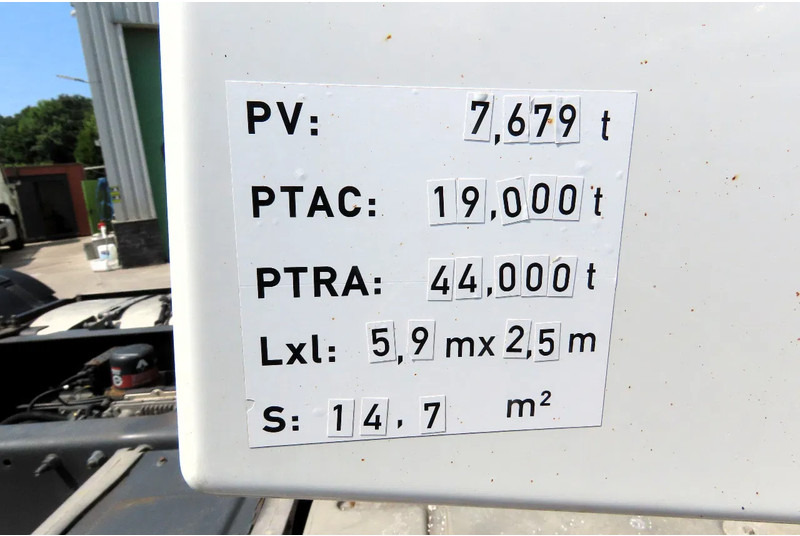 PV: 7,679 t
PTAC: 19,000 t
PTRA: 44,000 t
Lxl: 5,9 mx 2,5 m
S: 14,7 m²